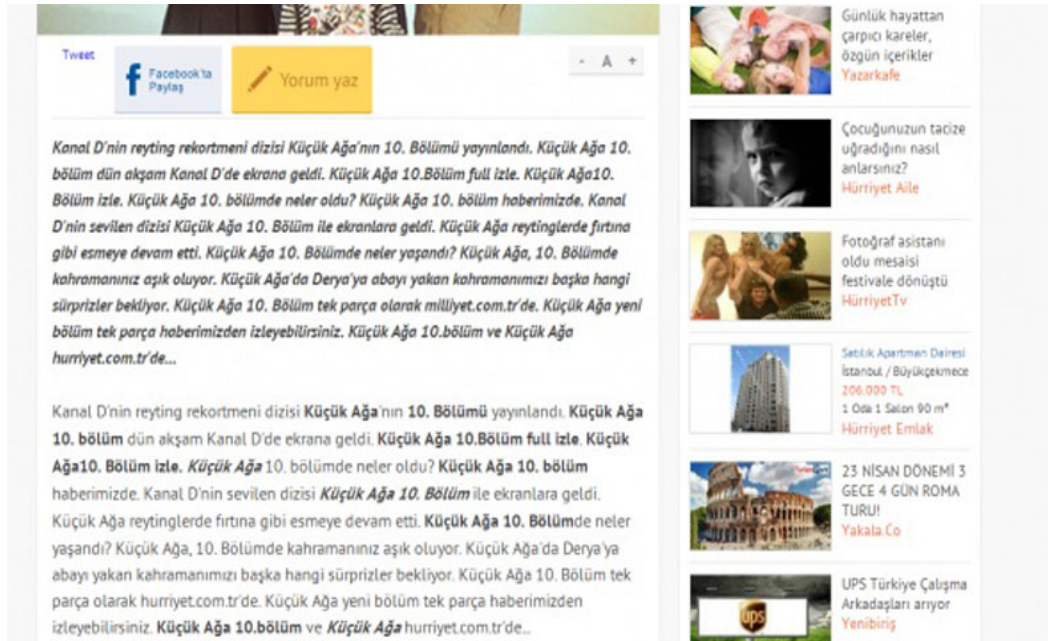 Tweet
Facebook'ta
Paylaş
Yorum yaz
- A +
Kanal D'nin reyting rekortmeni dizisi Küçük Ağa'nın 10. Bölümü yayınlandı. Küçük Ağa 10.
bölüm dün akşam Kanal D'de ekrana geldi. Küçük Ağa 10.Bölüm full izle. Küçük Ağa10.
Bölüm izle. Küçük Ağa 10. bölümde neler oldu? Küçük Ağa 10. bölüm haberimizde. Kanal
D'nin sevilen dizisi Küçük Ağa 10. Bölüm ile ekranlara geldi. Küçük Ağa reytinglerde fırtına
gibi esmeye devam etti. Küçük Ağa 10. Bölümde neler yaşandı? Küçük Ağa, 10. Bölümde
kahramanınız aşık oluyor. Küçük Ağa'da Derya'ya abayı yakan kahramanımızı başka hangi
sürprizler bekliyor. Küçük Ağa 10. Bölüm tek parça olarak milliyet.com.tr'de. Küçük Ağa yeni
bölüm tek parça haberimizden izleyebilirsiniz. Küçük Ağa 10.bölüm ve Küçük Ağa
hurriyet.com.tr'de...
Kanal D'nin reyting rekortmeni dizisi Küçük Ağa'nın 10. Bölümü yayınlandı. Küçük Ağa
10. bölüm dün akşam Kanal D'de ekrana geldi. Küçük Ağa 10.Bölüm full izle. Küçük
Ağa10. Bölüm izle. Küçük Ağa 10. bölümde neler oldu? Küçük Ağa 10. bölüm
haberimizde. Kanal D'nin sevilen dizisi Küçük Ağa 10. Bölüm ile ekranlara geldi.
Küçük Ağa reytinglerde fırtına gibi esmeye devam etti. Küçük Ağa 10. Bölümde neler
yaşandı? Küçük Ağa, 10. Bölümde kahramanınız aşık oluyor. Küçük Ağa'da Derya'ya
abayı yakan kahramanımızı başka hangi sürprizler bekliyor. Küçük Ağa 10. Bölüm tek
parça olarak hurriyet.com.tr'de. Küçük Ağa yeni bölüm tek parça haberimizden
izleyebilirsiniz. Küçük Ağa 10.bölüm ve Küçük Ağa hurriyet.com.tr'de...
Günlük hayattan
çarpıcı kareler,
özgün içerikler
Yazarkafe
Çocuğunuzun tacize
uğradığını nasıl
anlarsınız?
Hürriyet Aile
Fotoğraf asistanı
oldu mesaisi
festivale dönüştü
HürriyetTv
Satılık Apartman Dairesi
İstanbul / Büyükçekmece
206.000 TL
1 Oda 1 Salon 90 m²
Hürriyet Emlak
23 NİSAN DÖNEMİ 3
GECE 4 GÜN ROMA
TURU!
Yakala.Co
UPS Türkiye Çalışma
Arkadaşları arıyor
Yenibiriş
ups